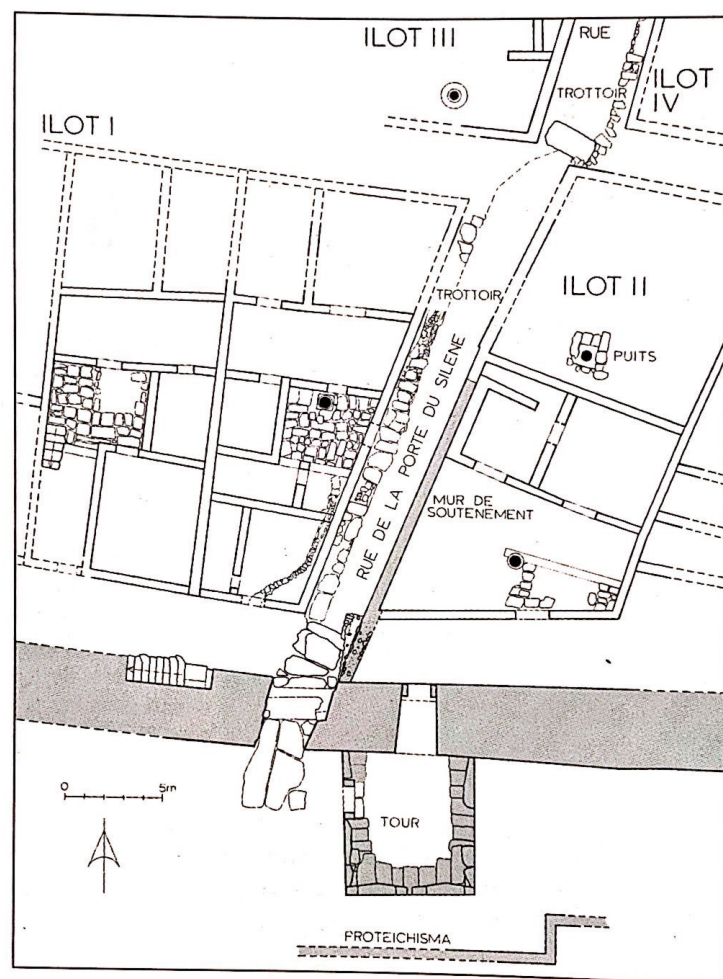 ILOT III
RUE
TROTTOIR
ILOT
IV
ILOT I
TROTTOIR
ILOT II
PUITS
RUE DE LA PORTE DU SILENE
MUR DE
SOUTENEMENT
0
5m
TOUR
PROTEICHISMA